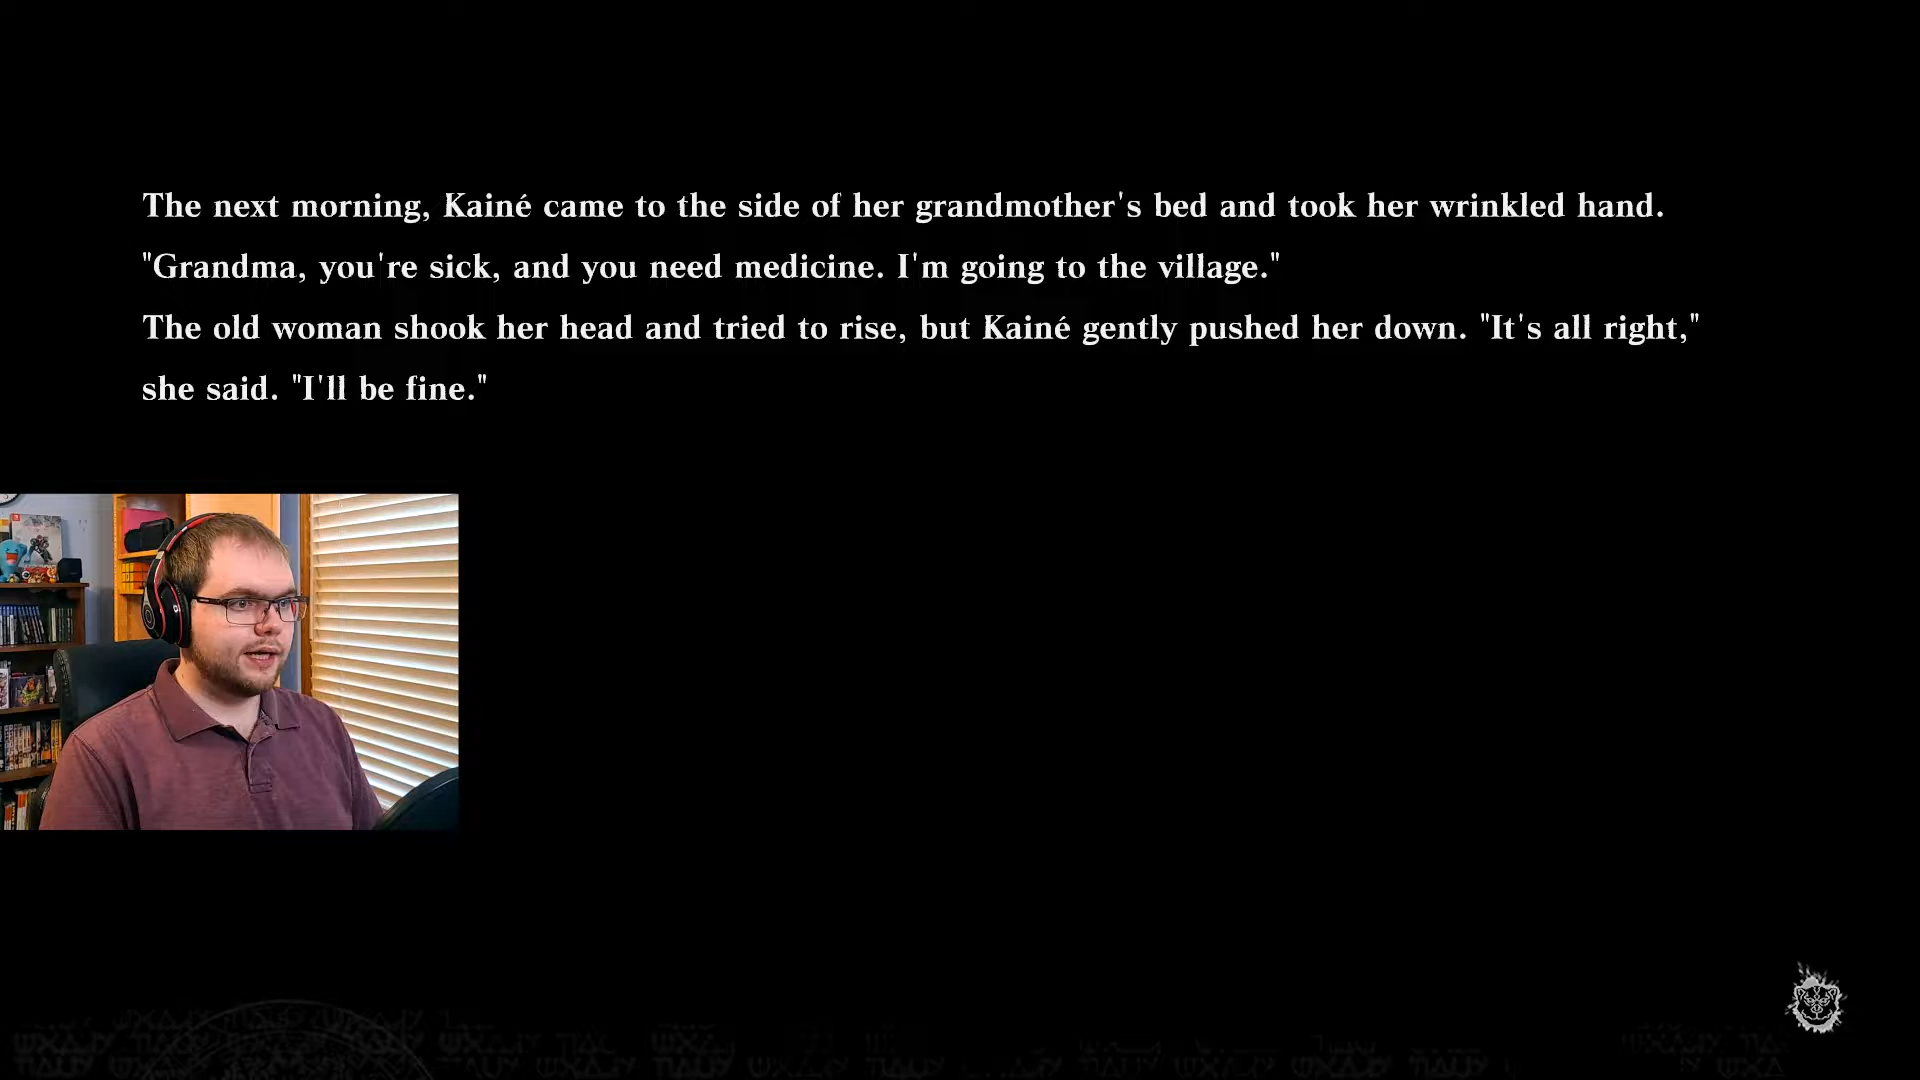 The next morning, Kainé came to the side of her grandmother's bed and took her wrinkled hand.
"Grandma, you're sick, and you need medicine. I'm going to the village."
The old woman shook her head and tried to rise, but Kainé gently pushed her down. "It's all right,"
she said. "I'll be fine."